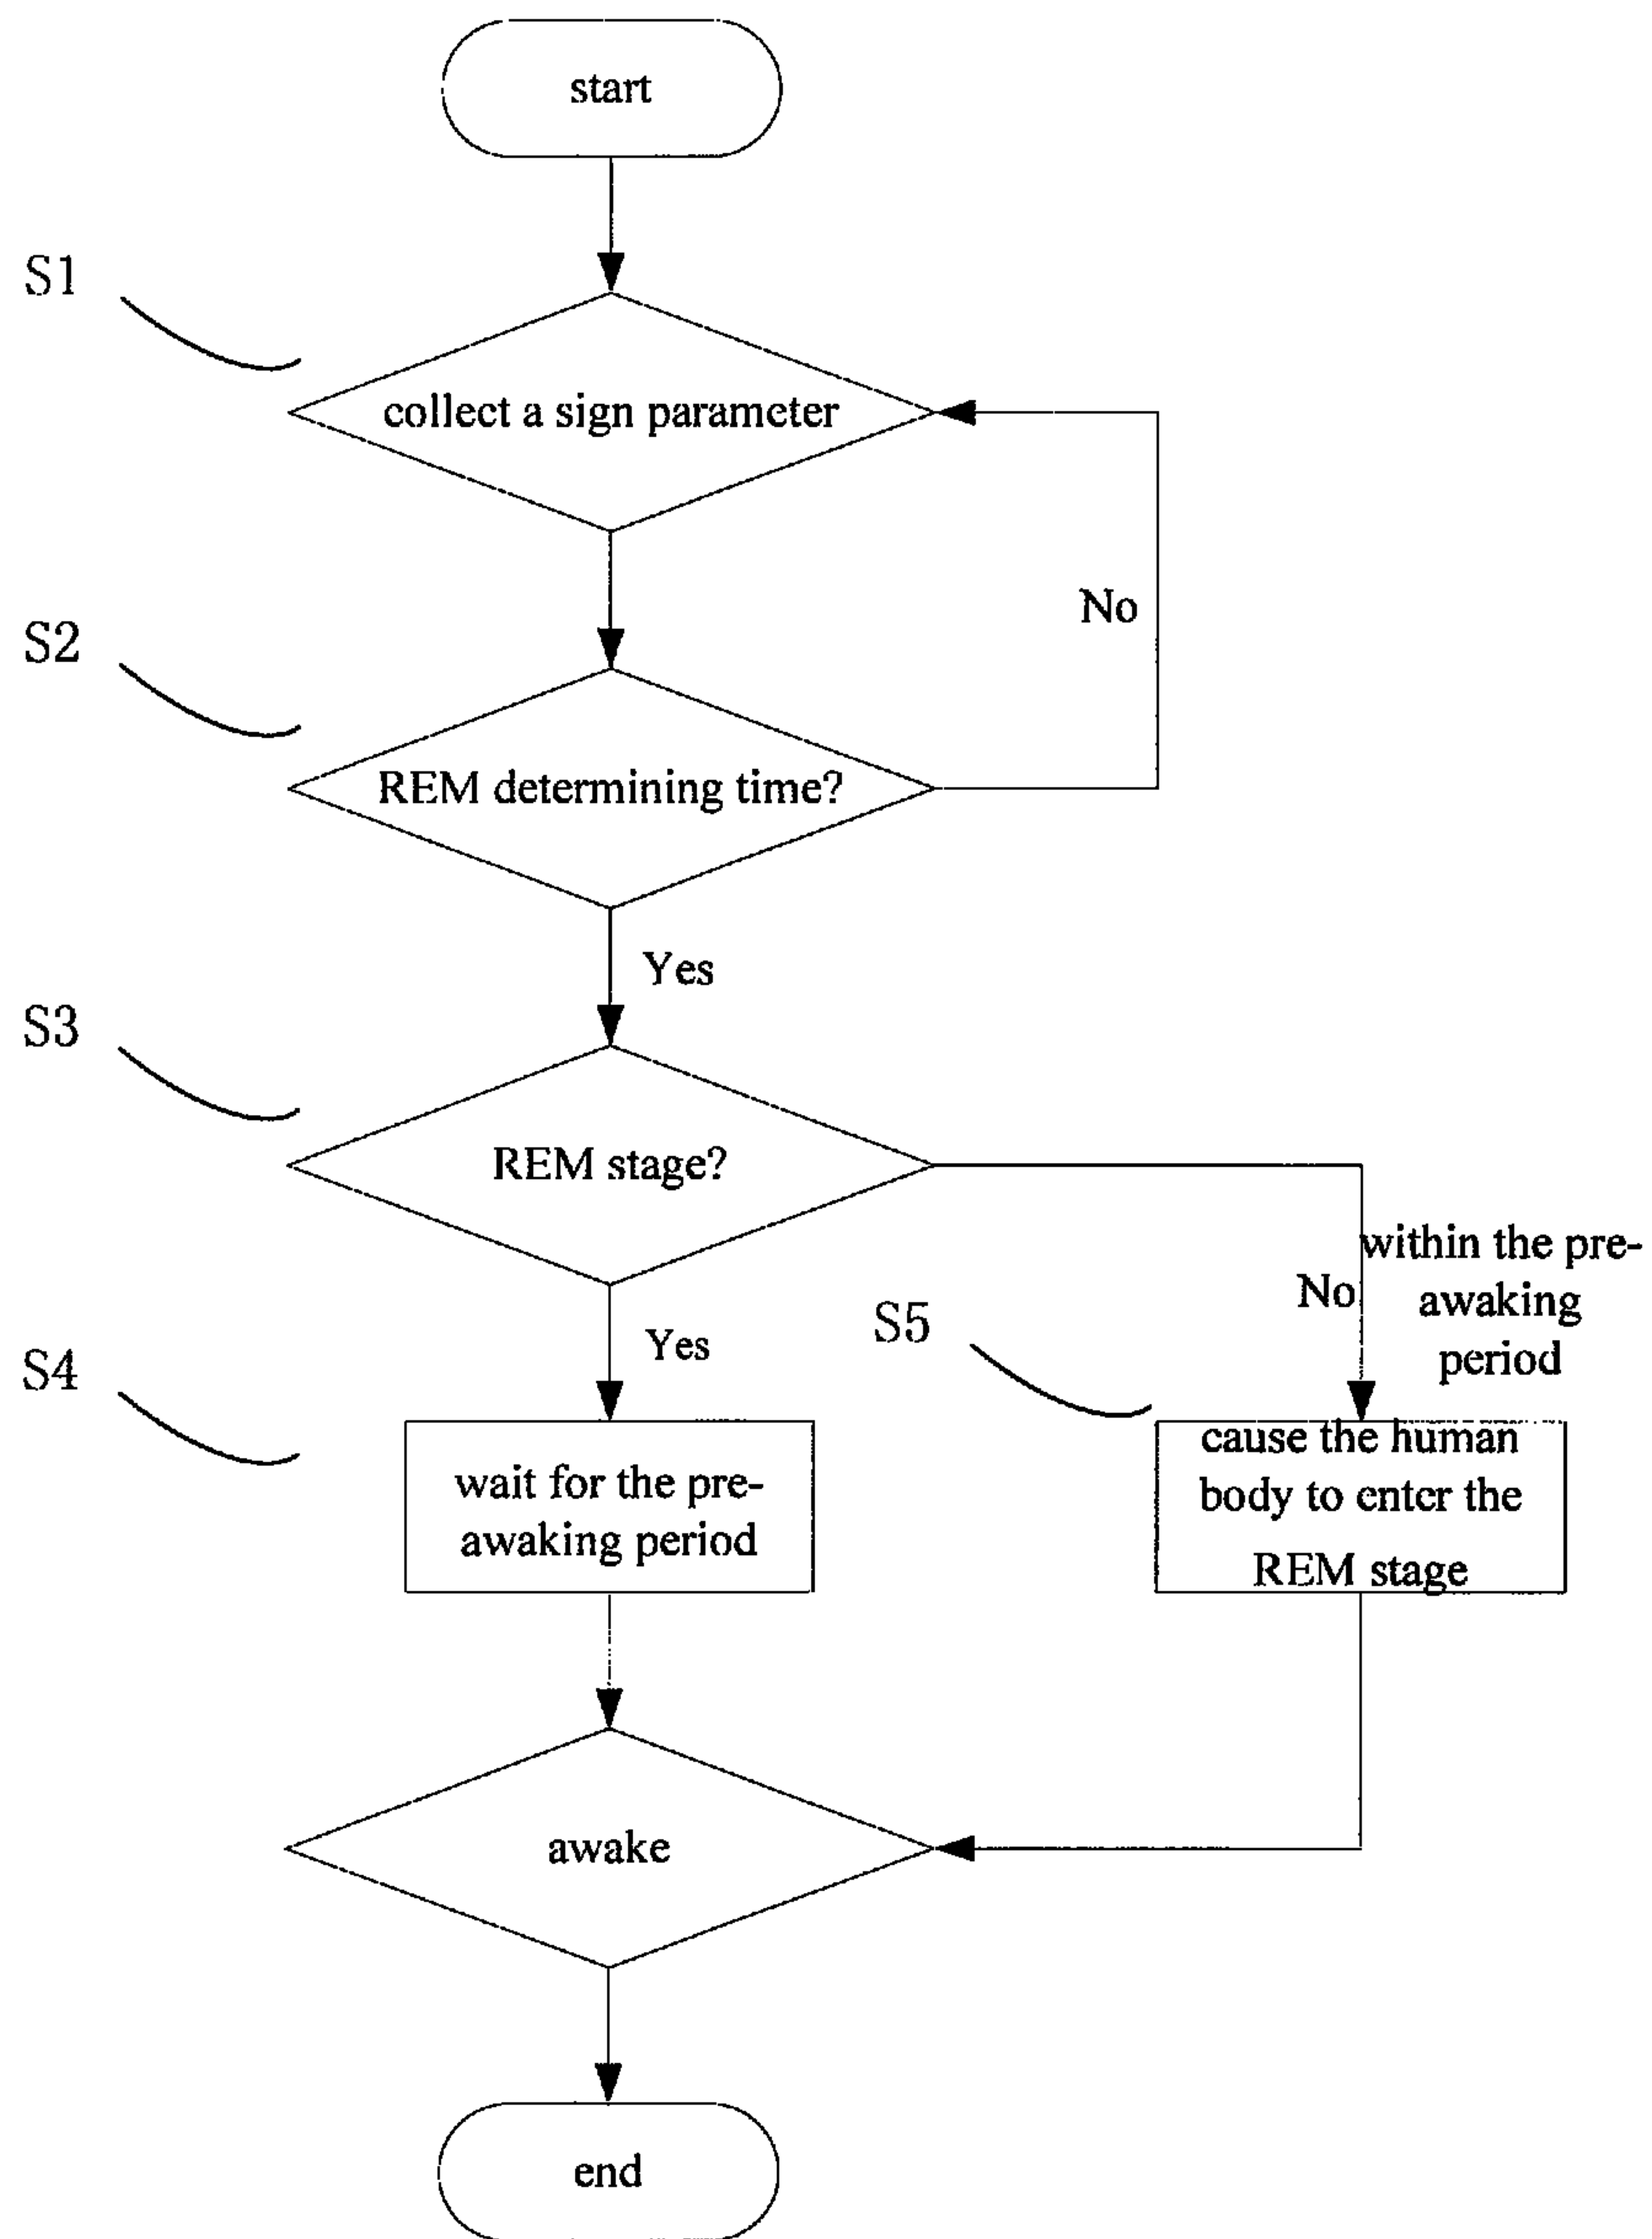 start
S1
collect a sign parameter
No
S2
REM determining time?
Yes
S3
REM stage?
within the pre-
awaking
period
No
Yes
S5
S4
wait for the pre-
awaking period
cause the human
body to enter the
REM stage
awake
end